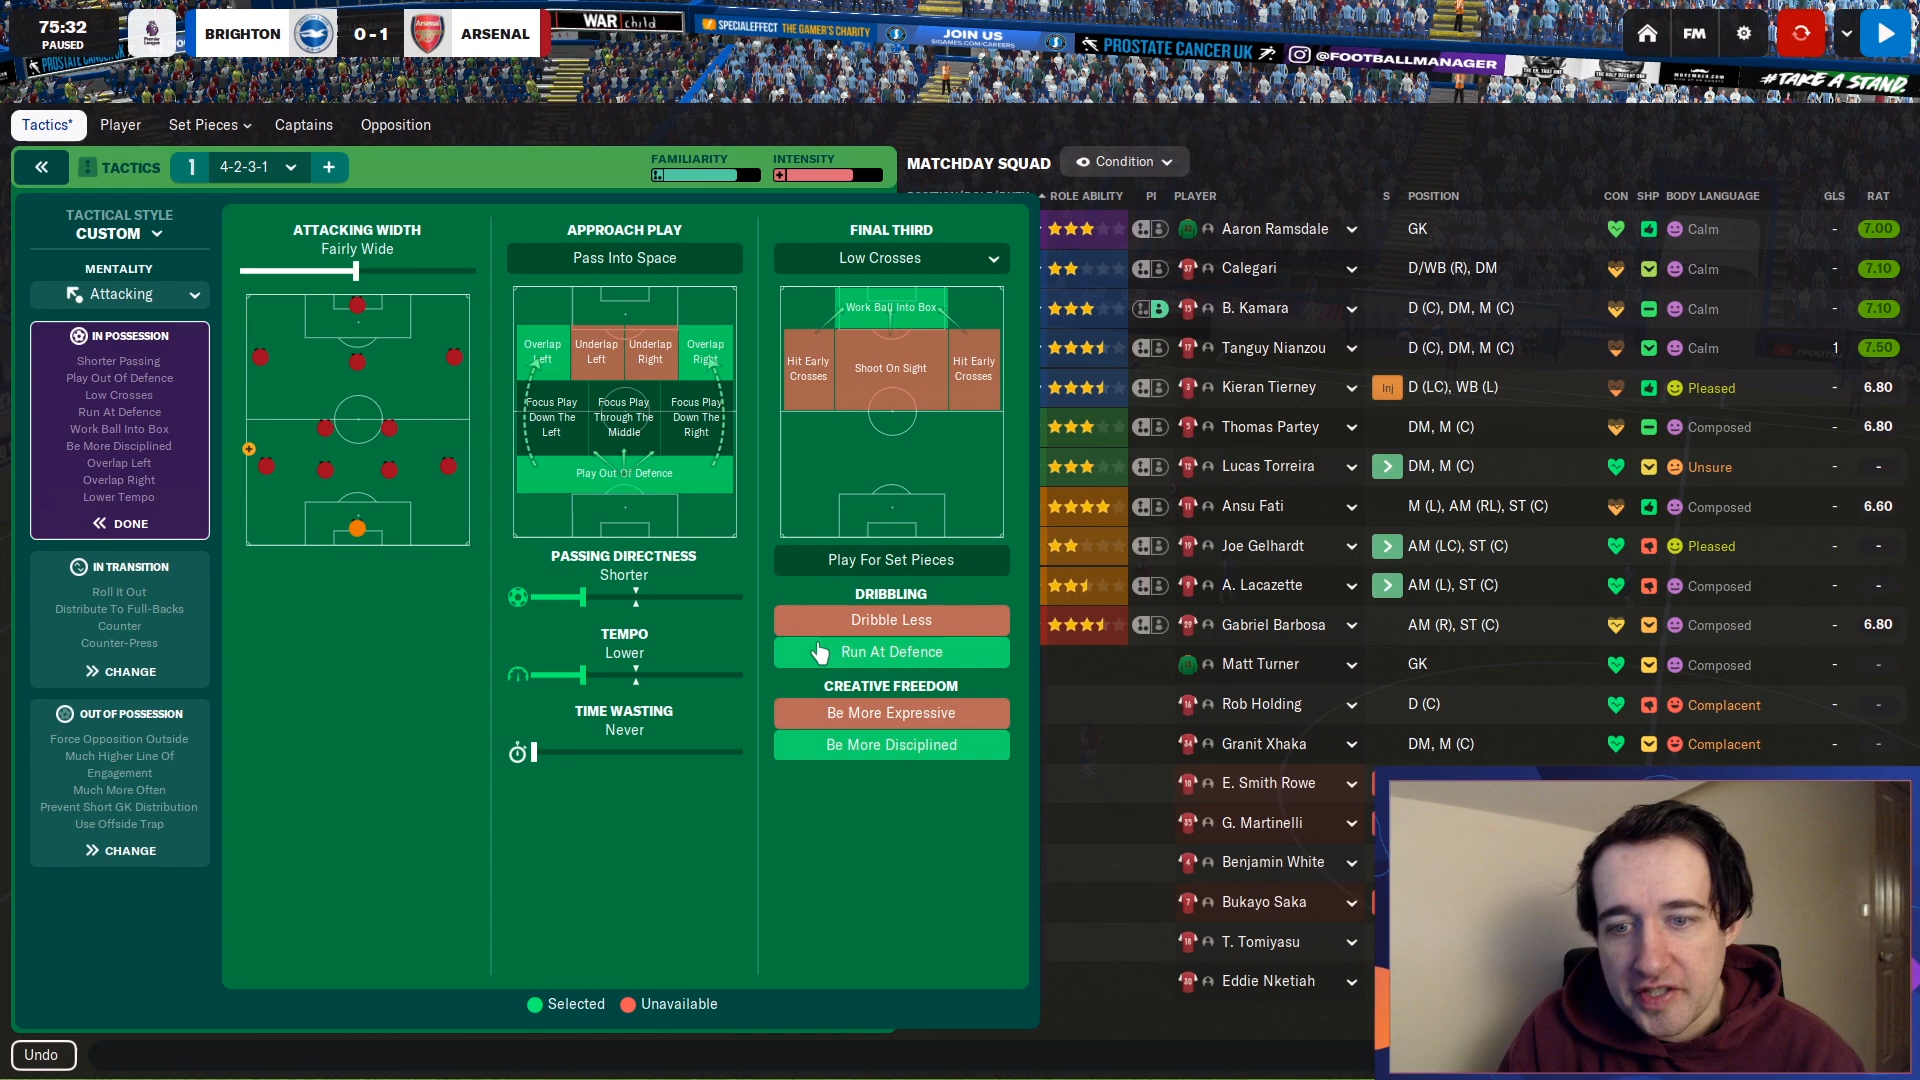 75:32
PAUSED
BRIGHTON
0 - 1
Arsenal
ARSENAL
WAR child
SPECIALEFFECT THE GAMER'S CHARITY
JOIN US
SIGAMES.COM/CAREERS
PROSTATE CANCER UK
@FOOTBALLMANAGER
#TAKE A STAND.
FM
Tactics*
Player
Set Pieces
Captains
Opposition
TACTICS
1
4-2-3-1
FAMILIARITY
INTENSITY
MATCHDAY SQUAD
Condition
TACTICAL STYLE
CUSTOM
MENTALITY
Attacking
IN POSSESSION
Shorter Passing
Play Out Of Defence
Low Crosses
Run At Defence
Work Ball Into Box
Be More Disciplined
Overlap Left
Overlap Right
Lower Tempo
DONE
IN TRANSITION
Roll It Out
Distribute To Full-Backs
Counter
Counter-Press
CHANGE
OUT OF POSSESSION
Force Opposition Outside
Much Higher Line Of
Engagement
Much More Often
Prevent Short GK Distribution
Use Offside Trap
CHANGE
ATTACKING WIDTH
Fairly Wide
APPROACH PLAY
Pass Into Space
Overlap Left
Underlap Left
Underlap Right
Overlap Right
Focus Play Down The Left
Focus Play Through The Middle
Focus Play Down The Right
Play Out Of Defence
PASSING DIRECTNESS
Shorter
TEMPO
Lower
TIME WASTING
Never
FINAL THIRD
Low Crosses
Work Ball Into Box
Hit Early Crosses
Shoot On Sight
Hit Early Crosses
Play For Set Pieces
DRIBBLING
Dribble Less
Run At Defence
CREATIVE FREEDOM
Be More Expressive
Be More Disciplined
Selected
Unavailable
Undo
ROLE ABILITY PI PLAYER S POSITION CON SHP BODY LANGUAGE GLS RAT
Aaron Ramsdale GK Calm - 7.00
Calegari D/WB (R), DM Calm - 7.10
B. Kamara D (C), DM, M (C) Calm - 7.10
Tanguy Nianzou D (C), DM, M (C) Calm 1 7.50
Kieran Tierney Inj D (LC), WB (L) Pleased - 6.80
Thomas Partey DM, M (C) Composed - 6.80
Lucas Torreira DM, M (C) Unsure - -
Ansu Fati M (L), AM (RL), ST (C) Composed - 6.60
Joe Gelhardt AM (LC), ST (C) Pleased - -
A. Lacazette AM (L), ST (C) Composed - -
Gabriel Barbosa AM (R), ST (C) Composed - 6.80
Matt Turner GK Composed - -
Rob Holding D (C) Complacent - -
Granit Xhaka DM, M (C) Complacent - -
E. Smith Rowe
G. Martinelli
Benjamin White
Bukayo Saka
T. Tomiyasu
Eddie Nketiah